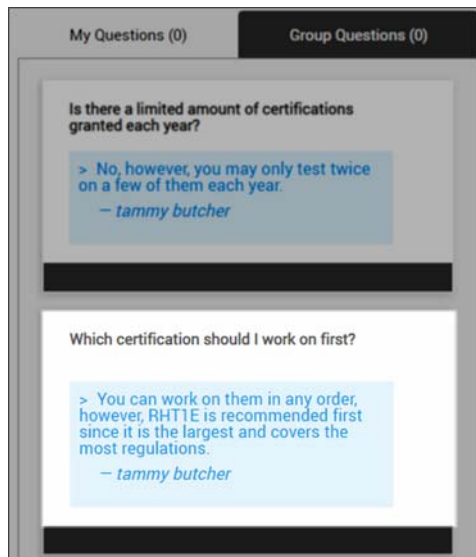 My Questions (0)
Group Questions (0)
Is there a limited amount of certifications
granted each year?
> No, however, you may only test twice
on a few of them each year.
– tammy butcher
Which certification should I work on first?
> You can work on them in any order,
however, RHT1E is recommended first
since it is the largest and covers the
most regulations.
– tammy butcher